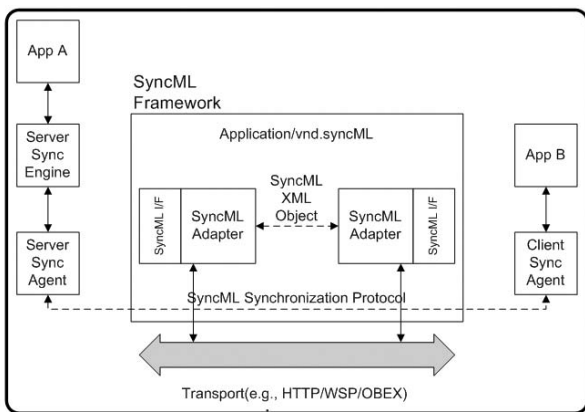 App A
SyncML
Framework
Application/vnd.syncML
Server
Sync
Engine
App B
SyncML
XML
Object
SyncML I/F
SyncML
Adapter
SyncML
Adapter
SyncML I/F
Server
Sync
Agent
Client
Sync
Agent
SyncML Synchronization Protocol
Transport(e.g., HTTP/WSP/OBEX)